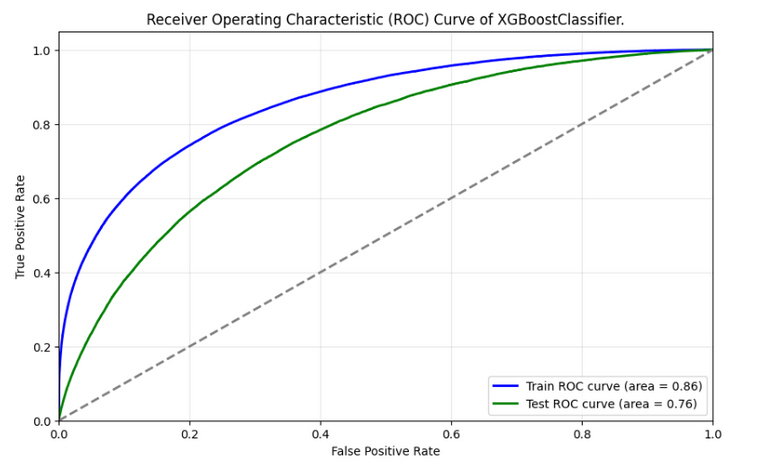 Receiver Operating Characteristic (ROC) Curve of XGBoostClassifier.
1.0
0.8
0.6
0.4
0.2
0.0
True Positive Rate
Train ROC curve (area = 0.86)
Test ROC curve (area = 0.76)
0.0 0.2 0.4 0.6 0.8 1.0
False Positive Rate